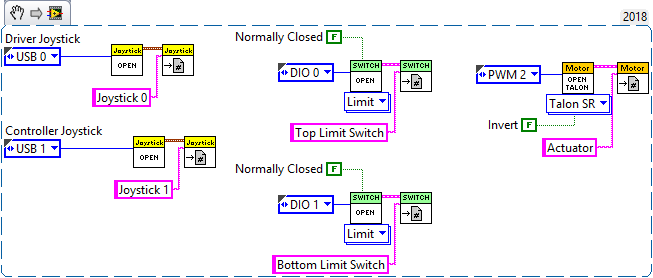 2018
Driver Joystick
USB 0
Joystick
OPEN
Joystick
#
Joystick 0
Controller Joystick
USB 1
Joystick
OPEN
Joystick
#
Joystick 1
Normally Closed
F
DIO 0
SWITCH
OPEN
SWITCH
#
Limit
Top Limit Switch
Normally Closed
F
DIO 1
SWITCH
OPEN
SWITCH
#
Limit
Bottom Limit Switch
PWM 2
Motor
OPEN
TALON
Motor
#
Talon SR
Invert
F
Actuator